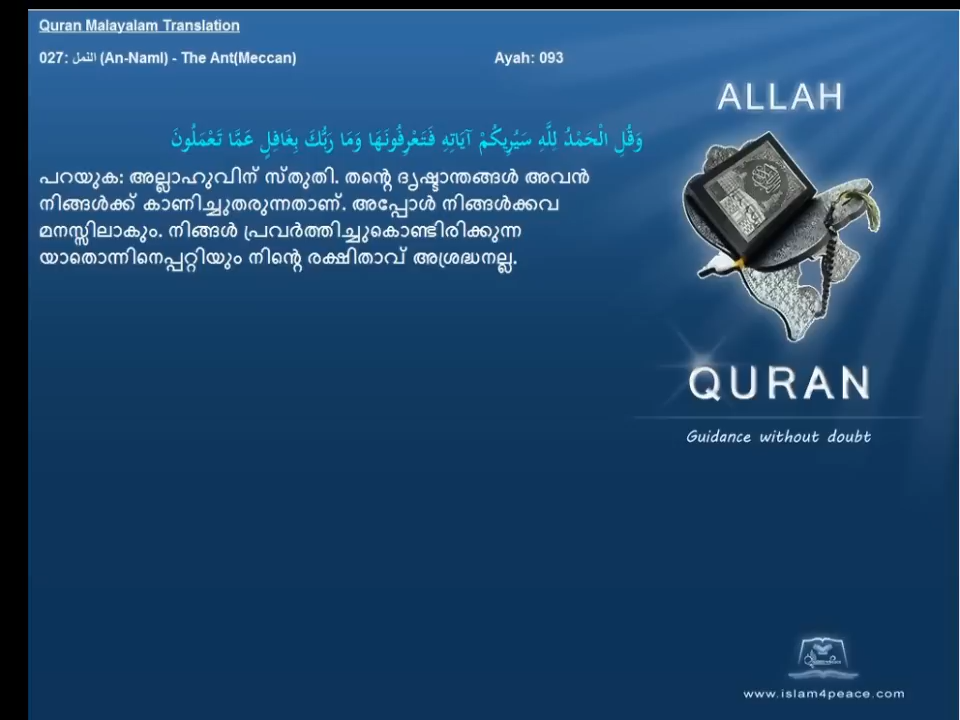 Quran Malayalam Translation
027: النمل (An-Naml) - The Ant(Meccan) Ayah: 093
وَقُلِ الْحَمْدُ لِلَّهِ سَيُرِيكُمْ آيَاتِهِ فَتَعْرِفُونَهَا وَمَا رَبُّكَ بِغَافِلٍ عَمَّا تَعْمَلُونَ
പറയുക: അല്ലാഹുവിന് സ്തുതി. തന്റെ ദൃഷ്ടാന്തങ്ങൾ അവൻ
നിങ്ങൾക്ക് കാണിച്ചുതരുന്നതാണ്. അപ്പോൾ നിങ്ങൾക്കവ
മനസ്സിലാകും. നിങ്ങൾ പ്രവർത്തിച്ചുകൊണ്ടിരിക്കുന്ന
യാതൊന്നിനെപ്പറ്റിയും നിന്റെ രക്ഷിതാവ് അശ്രദ്ധനല്ല.
ALLAH
QURAN
Guidance without doubt
www.islam4peace.com